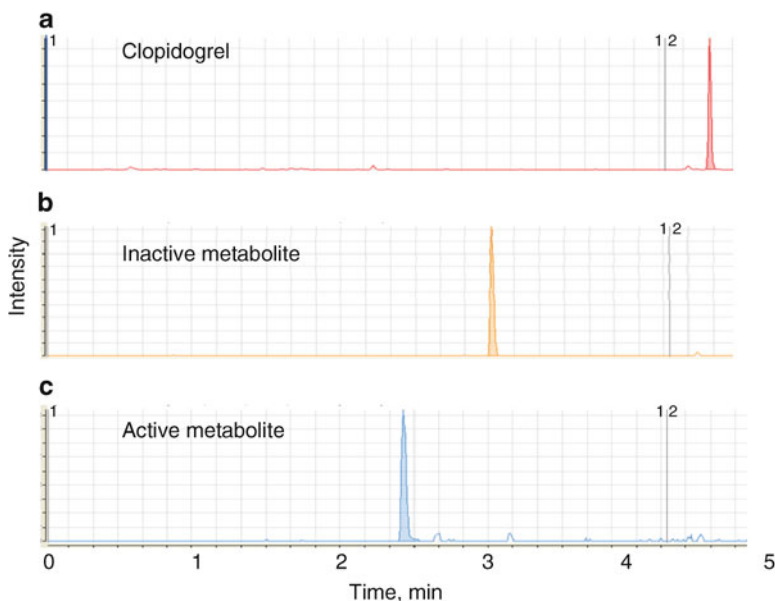 a
1 1 2
Clopidogrel
b
1 1 2
Inactive metabolite
Intensity
c
1 1 2
Active metabolite
0 1 2 3 4 5
Time, min